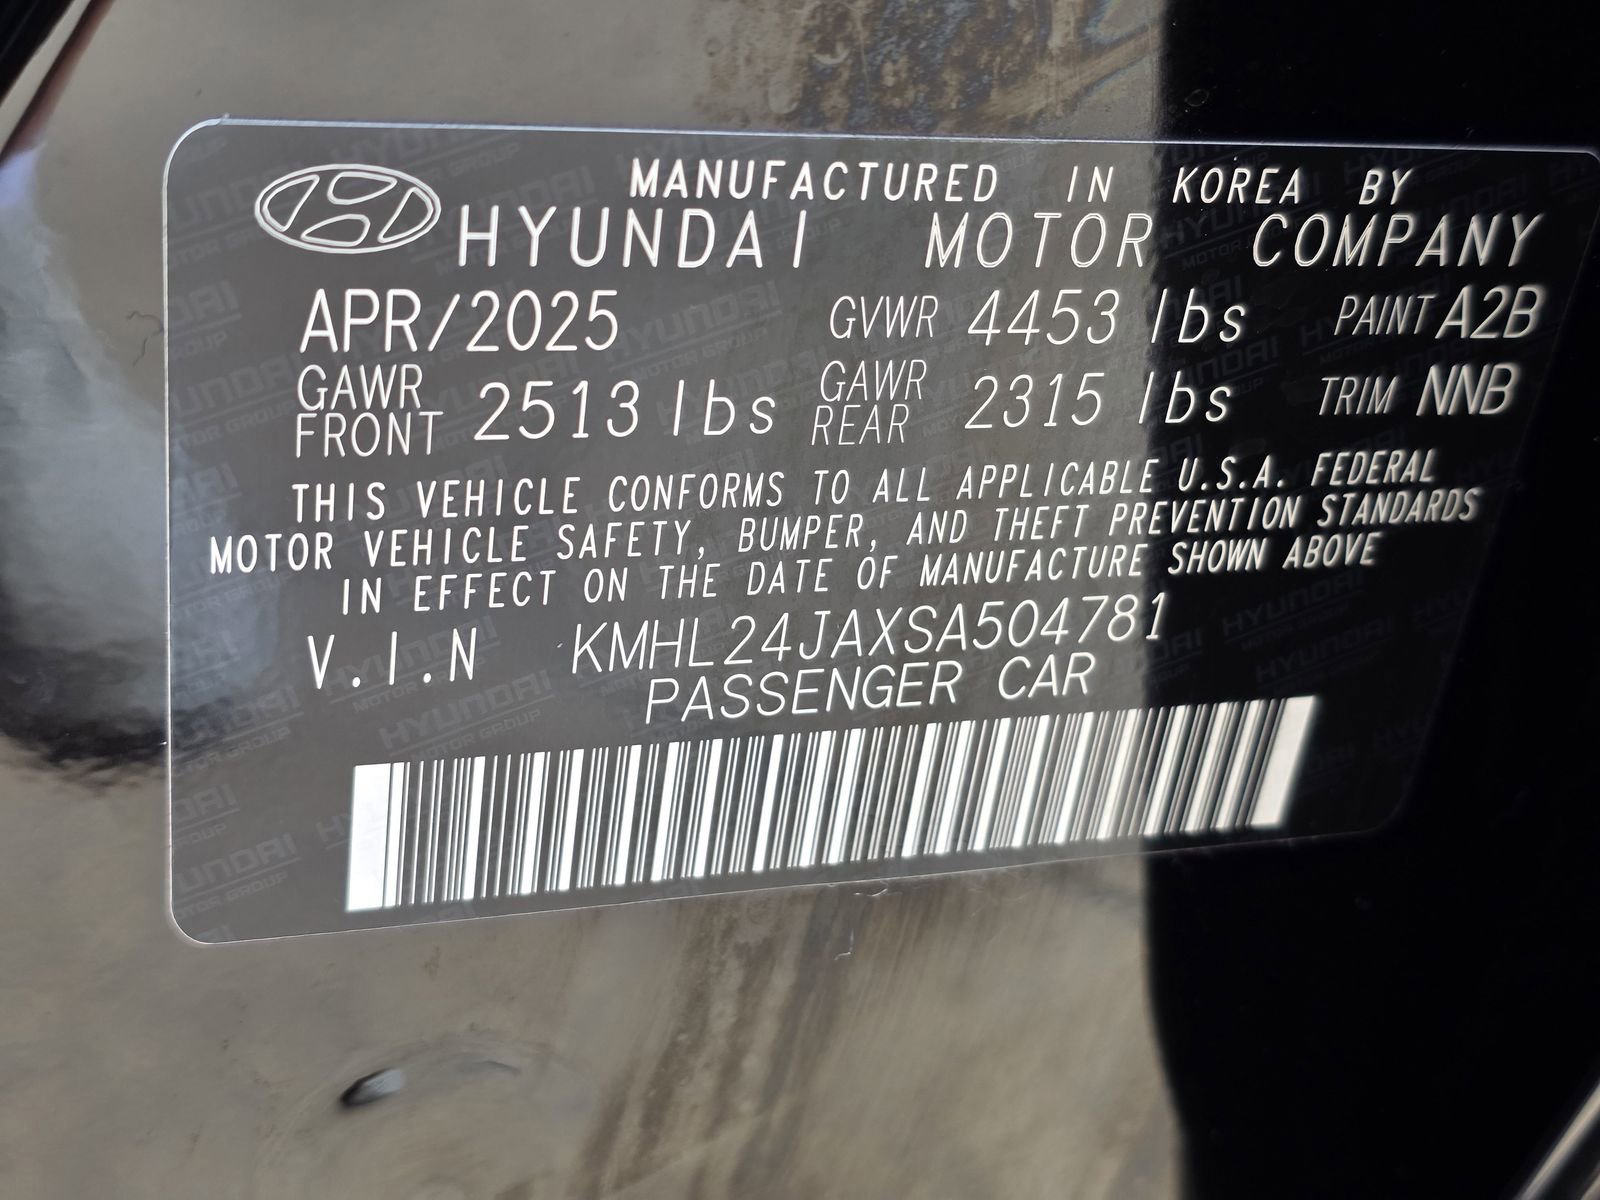 MANUFACTURED IN KOREA BY
HYUNDAI MOTOR COMPANY
APR/2025 GVWR 4453 lbs PAINT A2B
GAWR FRONT 2513 lbs GAWR REAR 2315 lbs TRIM NNB
THIS VEHICLE CONFORMS TO ALL APPLICABLE U.S.A. FEDERAL
MOTOR VEHICLE SAFETY, BUMPER, AND THEFT PREVENTION STANDARDS
IN EFFECT ON THE DATE OF MANUFACTURE SHOWN ABOVE
V.I.N KMHL24JAXSA504781
PASSENGER CAR